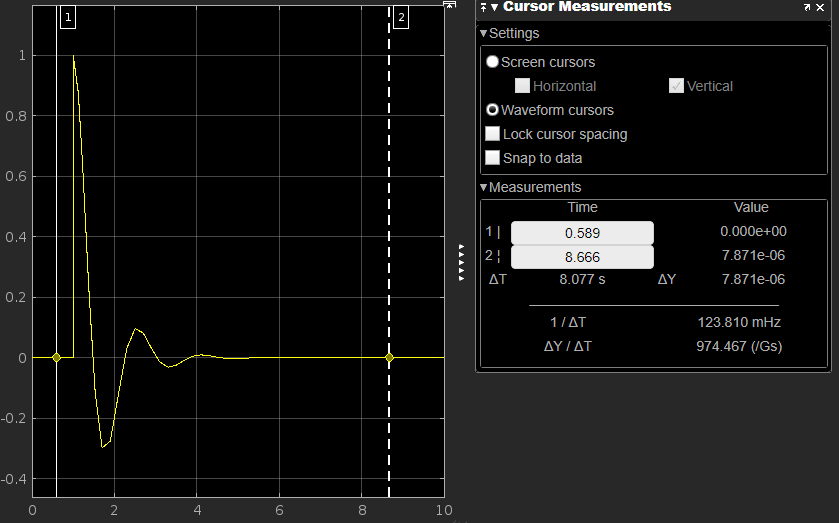 1
2
1
0.8
0.6
0.4
0.2
0
-0.2
-0.4
0 2 4 6 8 10
Cursor Measurements
Settings
Screen cursors
Horizontal Vertical
Waveform cursors
Lock cursor spacing
Snap to data
Measurements
Time Value
1 | 0.589 0.000e+00
2 ¦ 8.666 7.871e-06
ΔT 8.077 s ΔY 7.871e-06
1 / ΔT 123.810 mHz
ΔY / ΔT 974.467 (/Gs)